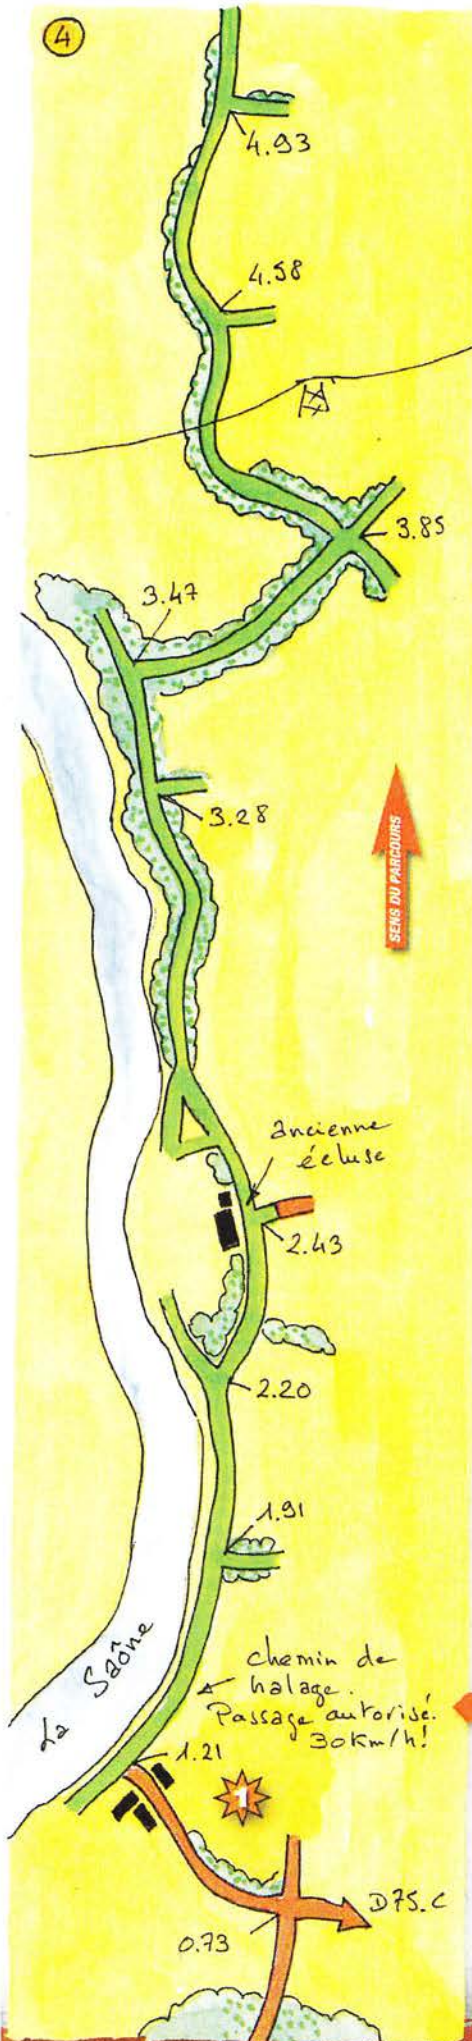 4
4.93
4.58
3.85
3.47
3.28
SENS DU PARCOURS
ancienne
écluse
2.43
2.20
1.91
chemin de
halage.
Passage autorisé.
30km/h!
La Saône
1.21
1
D75.C
0.73